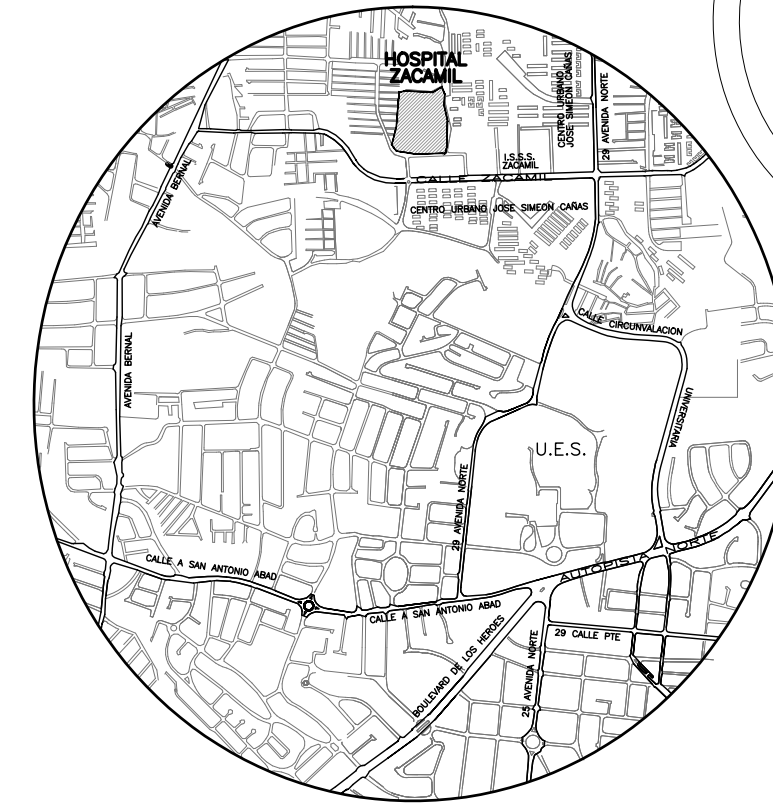 HOSPITAL
ZACAMIL
CENTRO URBANO
JOSE SIMEON CAÑAS
29 AVENIDA NORTE
I.S.S.S.
ZACAMIL
CALLE ZACAMIL
AVENIDA BERNAL
CENTRO URBANO JOSE SIMEON CAÑAS
CALLE CIRCUNVALACION
AVENIDA BERNAL
UNIVERSITARIA
U.E.S.
29 AVENIDA NORTE
AUTOPISTA NORTE
CALLE A SAN ANTONIO ABAD
CALLE A SAN ANTONIO ABAD
BOULEVARD DE LOS HEROES
29 CALLE PTE
25 AVENIDA NORTE